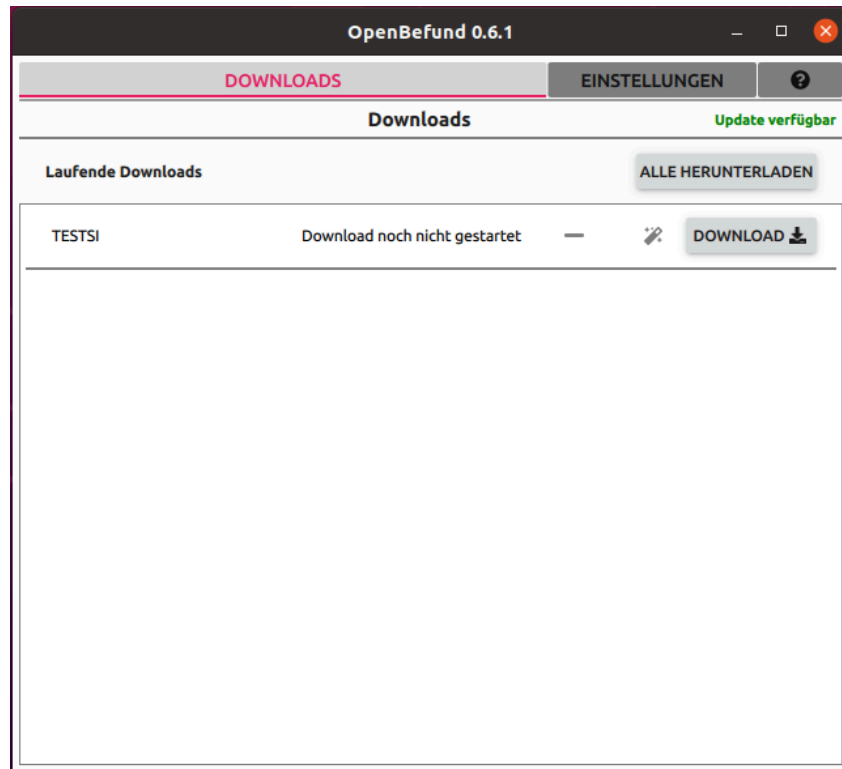 OpenBefund 0.6.1
DOWNLOADS EINSTELLUNGEN ?
Downloads Update verfügbar
Laufende Downloads ALLE HERUNTERLADEN
TESTSI Download noch nicht gestartet DOWNLOAD